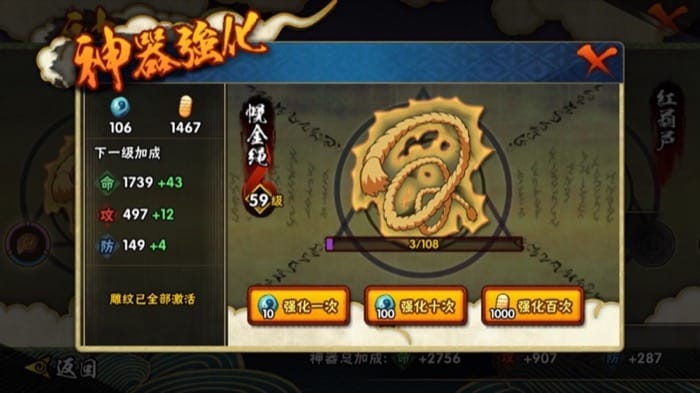 神器強化
106 1467
下一级加成
命 1739 +43
攻 497 +12
防 149 +4
雕纹已全部激活
幌金绳
59级
3/108
10 强化一次
100 强化十次
1000 强化百次
红葫芦
返回
神器总加成: 命 +2756 攻 +907 防 +287